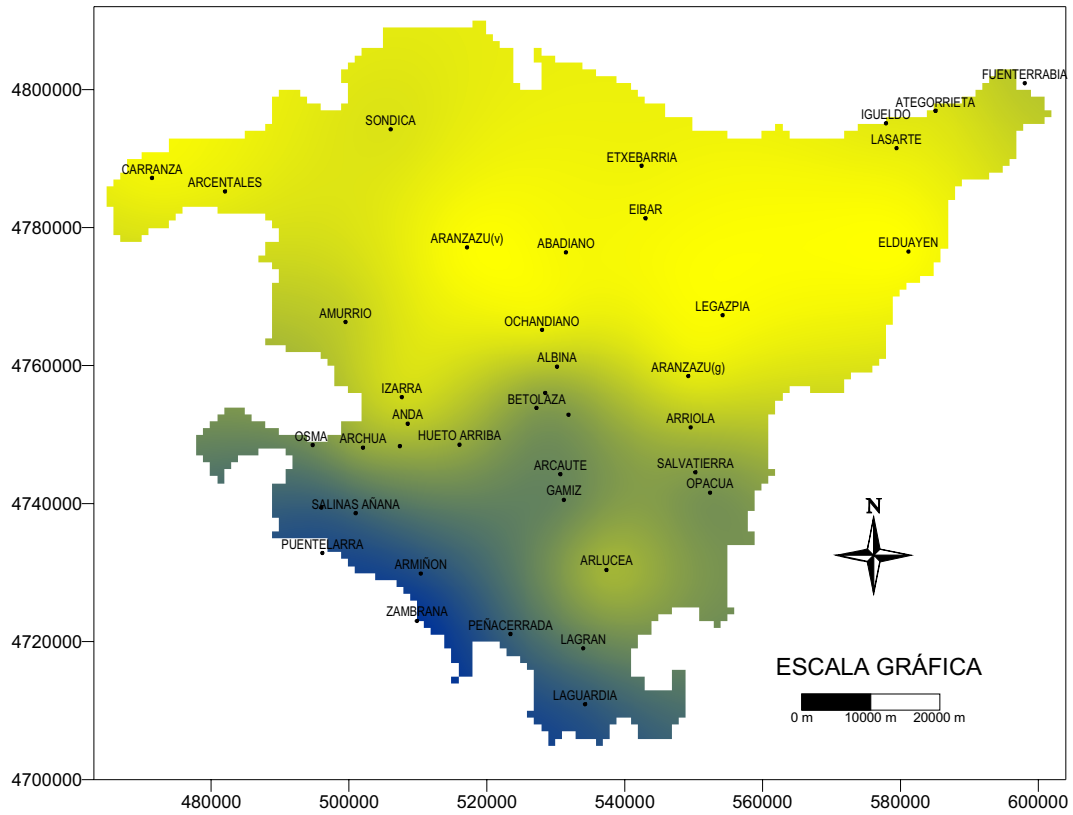 4800000
FUENTERRABIA
ATEGORRIETA
IGUELDO
SONDICA
LASARTE
ETXEBARRIA
CARRANZA
ARCENTALES
4780000
EIBAR
ARANZAZU(v)
ABADIANO
ELDUAYEN
AMURRIO
LEGAZPIA
OCHANDIANO
4760000
ALBINA
ARANZAZU(g)
IZARRA
BETOLAZA
ANDA
ARRIOLA
OSMA
ARCHUA
HUETO ARRIBA
ARCAUTE
SALVATIERRA
GAMIZ
OPACUA
4740000
SALINAS AÑANA
N
PUENTELARRA
ARMIÑON
ARLUCEA
ZAMBRANA
PEÑACERRADA
4720000
LAGRAN
ESCALA GRÁFICA
LAGUARDIA
0 m 10000 m 20000 m
4700000
480000 500000 520000 540000 560000 580000 600000